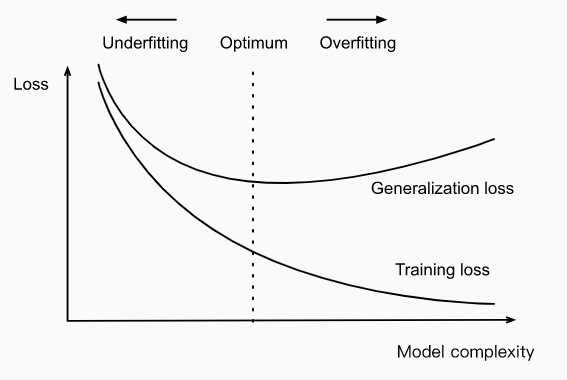 Underfitting
Optimum
Overfitting
Loss
Generalization loss
Training loss
Model complexity